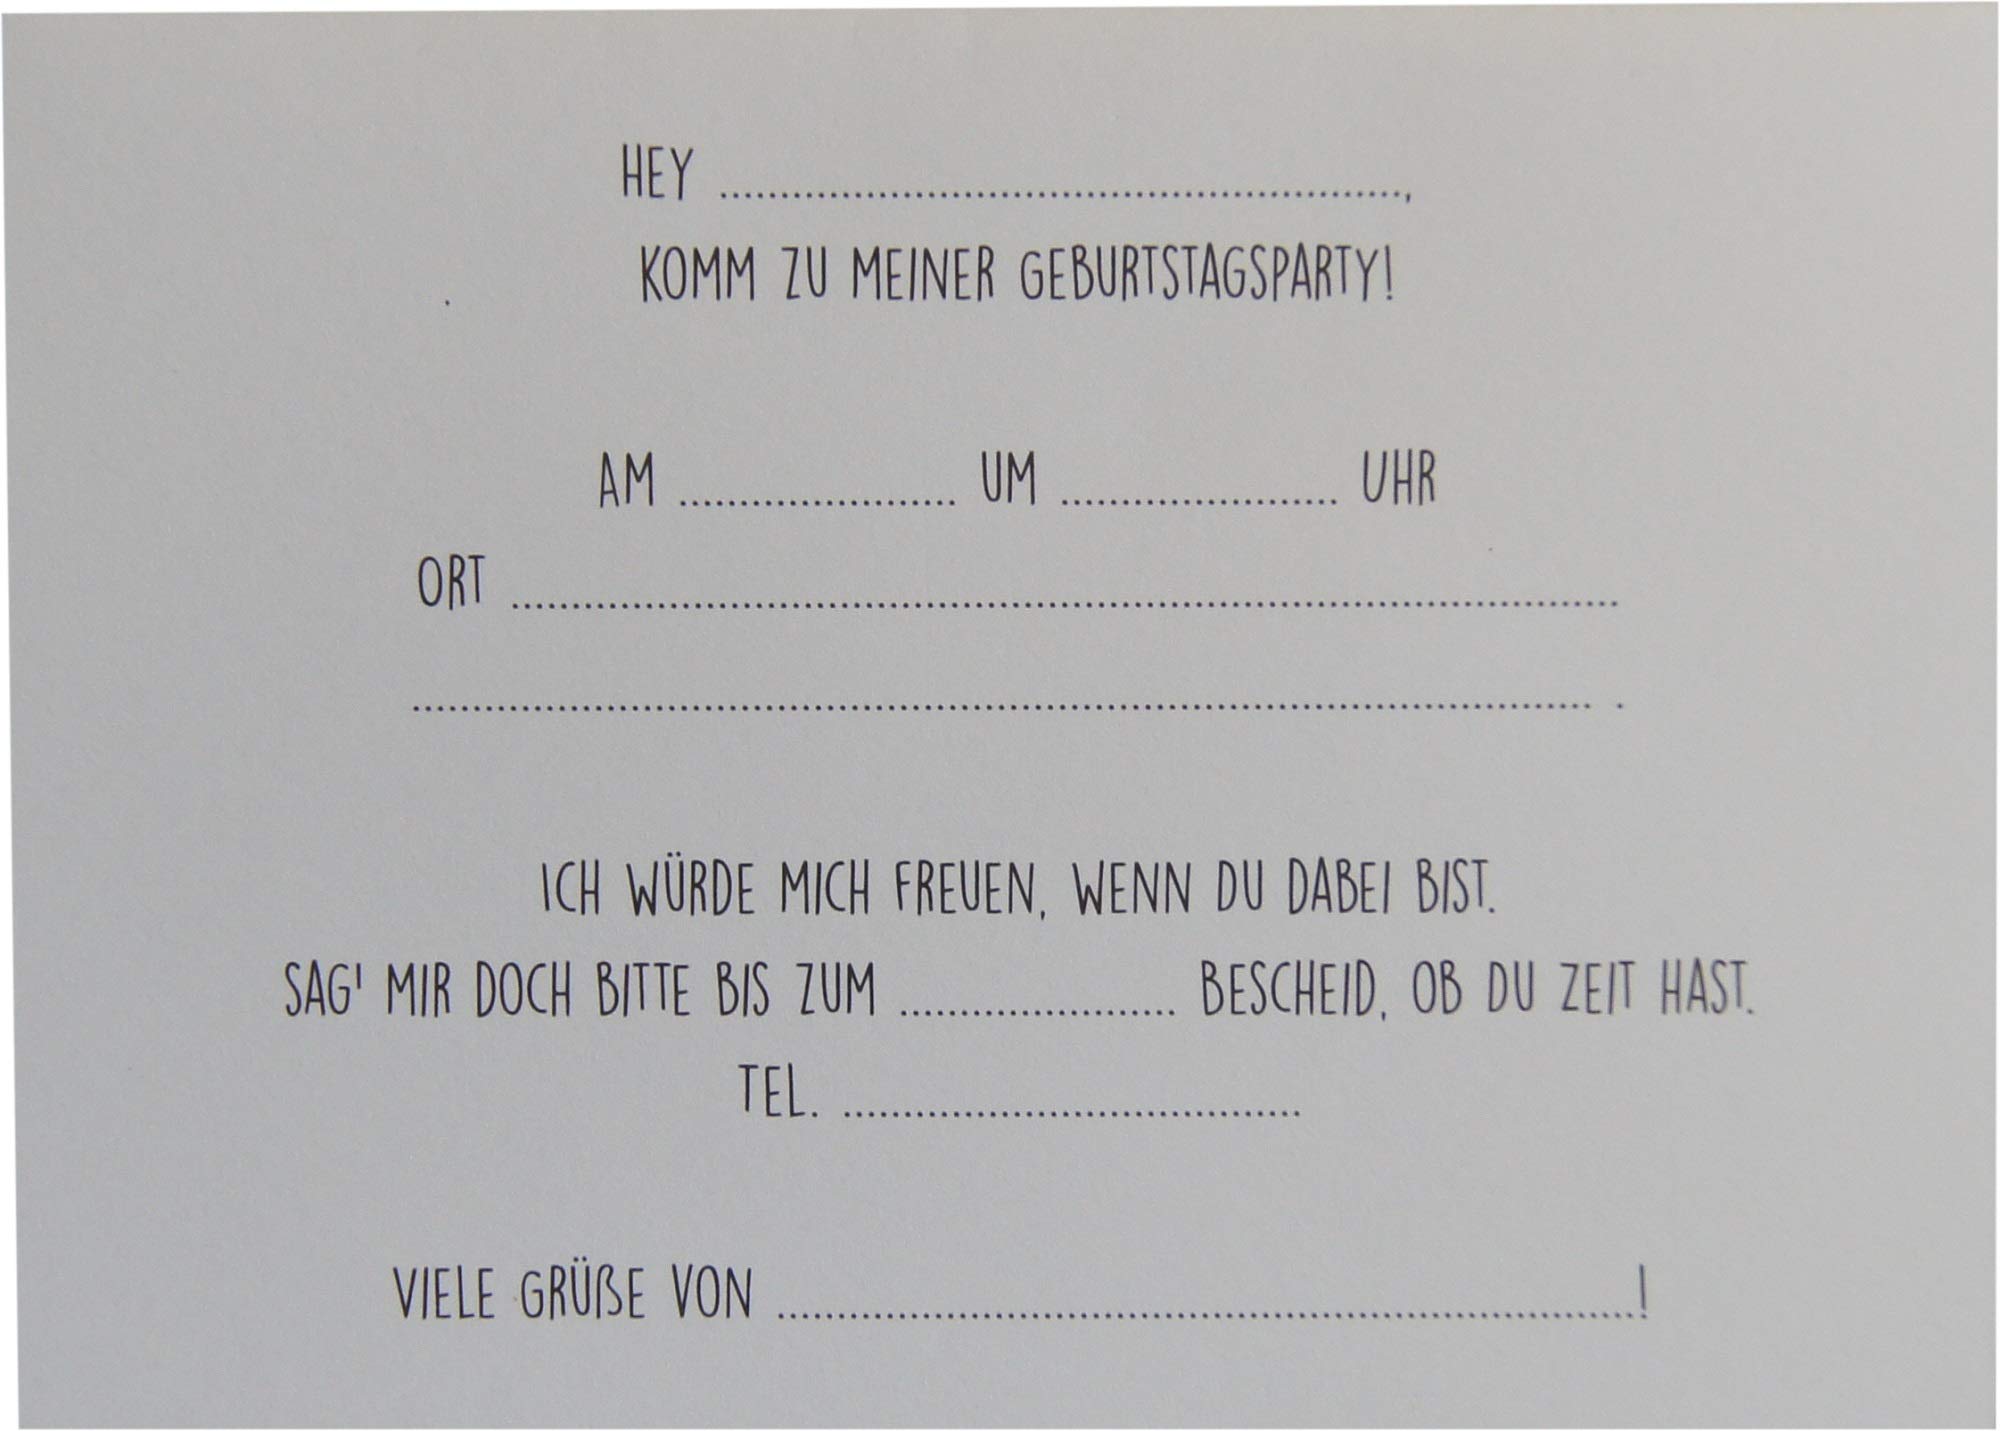 HEY ........................................................,
KOMM ZU MEINER GEBURTSTAGSPARTY!
AM ....................... UM ....................... UHR
ORT ...........................................................................................
................................................................................................. .
ICH WÜRDE MICH FREUEN, WENN DU DABEI BIST.
SAG' MIR DOCH BITTE BIS ZUM ....................... BESCHEID, OB DU ZEIT HAST.
TEL. ......................................
VIELE GRÜßE VON .......................................................................!